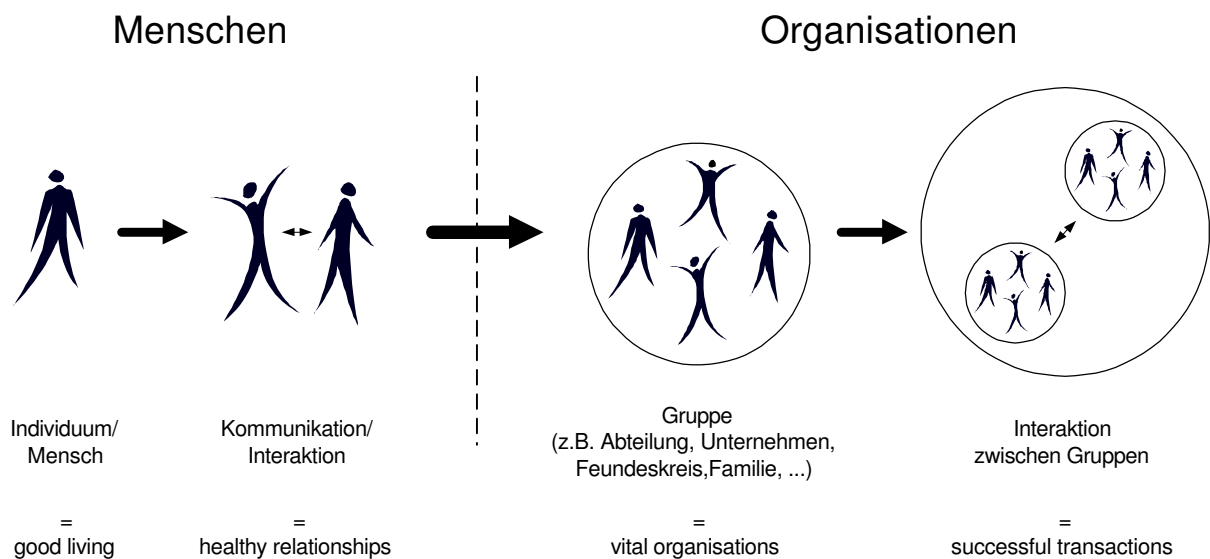 Menschen
Organisationen
Individuum/
Mensch
Kommunikation/
Interaktion
Gruppe
(z.B. Abteilung, Unternehmen,
Feundeskreis,Familie, ...)
Interaktion
zwischen Gruppen
=
good living
=
healthy relationships
=
vital organisations
=
successful transactions